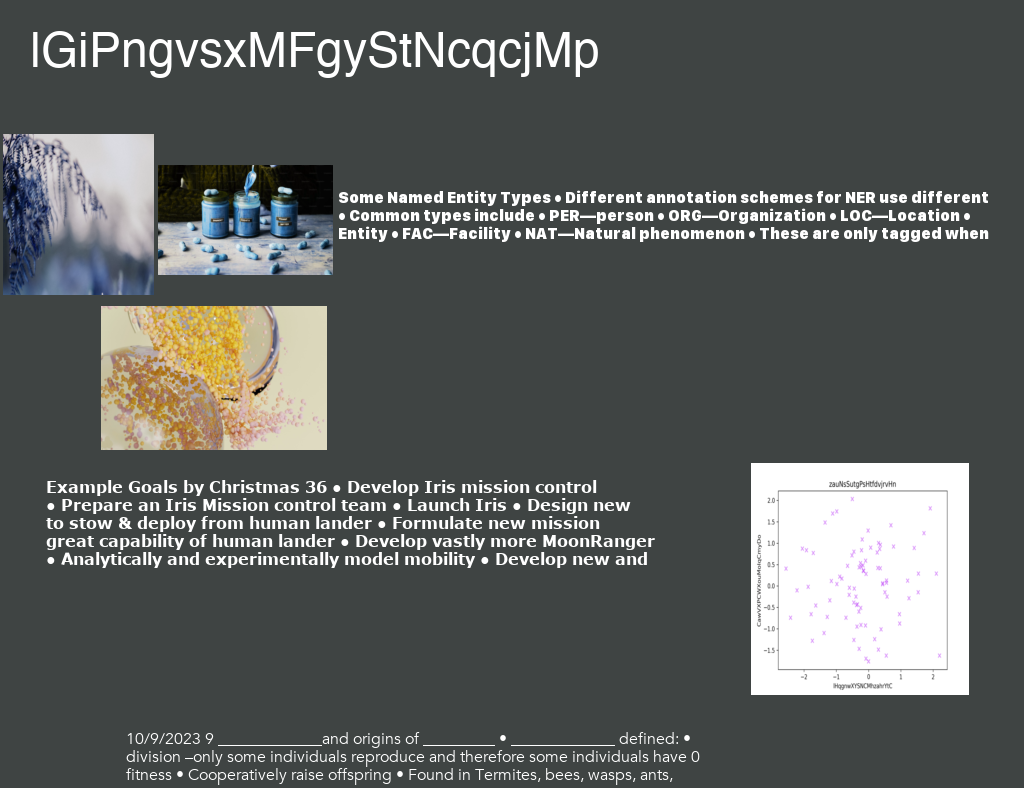 lGiPngvsxMFgyStNcqcjMp
Some Named Entity Types • Different annotation schemes for NER use different
• Common types include • PER—person • ORG—Organization • LOC—Location •
Entity • FAC—Facility • NAT—Natural phenomenon • These are only tagged when
Example Goals by Christmas 36 • Develop Iris mission control
• Prepare an Iris Mission control team • Launch Iris • Design new
to stow & deploy from human lander • Formulate new mission
great capability of human lander • Develop vastly more MoonRanger
• Analytically and experimentally model mobility • Develop new and
zauNsSutgPsHtfdvjrvHn
2.0
1.5
1.0
0.5
0.0
−0.5
−1.0
−1.5
−2 −1 0 1 2
10/9/2023 9 _____________and origins of _________ • _____________ defined: •
division –only some individuals reproduce and therefore some individuals have 0
fitness • Cooperatively raise offspring • Found in Termites, bees, wasps, ants,